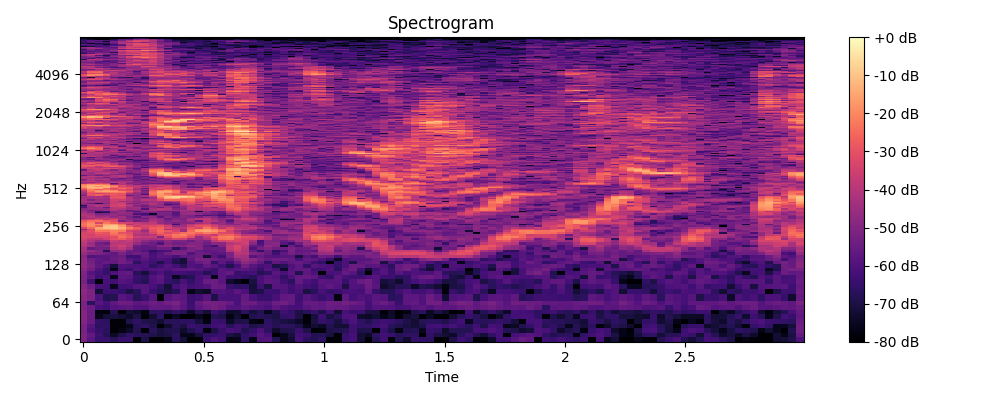 Spectrogram
Hz
4096
2048
1024
512
256
128
64
0
0
0.5
1
1.5
2
2.5
Time
+0 dB
-10 dB
-20 dB
-30 dB
-40 dB
-50 dB
-60 dB
-70 dB
-80 dB